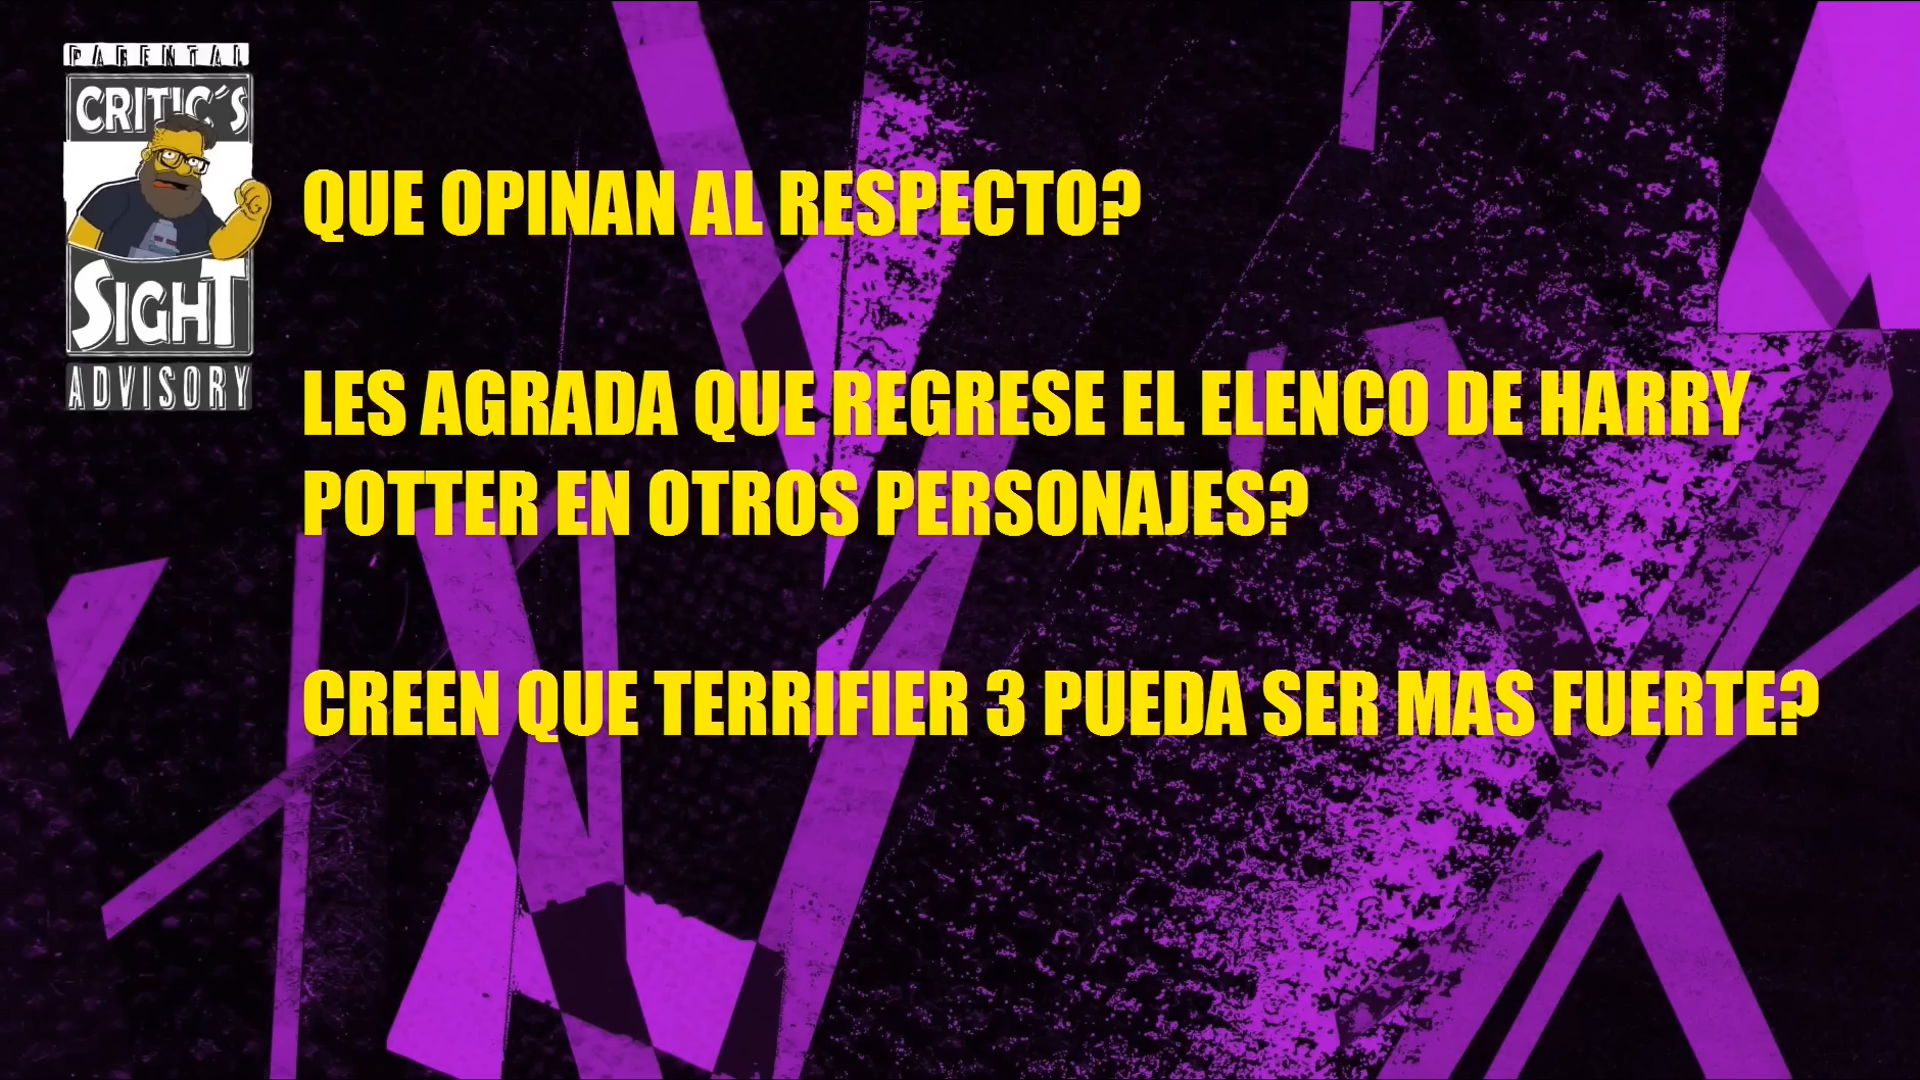 PARENTAL
CRITIC´S
SIGHT
ADVISORY
QUE OPINAN AL RESPECTO?
LES AGRADA QUE REGRESE EL ELENCO DE HARRY
POTTER EN OTROS PERSONAJES?
CREEN QUE TERRIFIER 3 PUEDA SER MAS FUERTE?